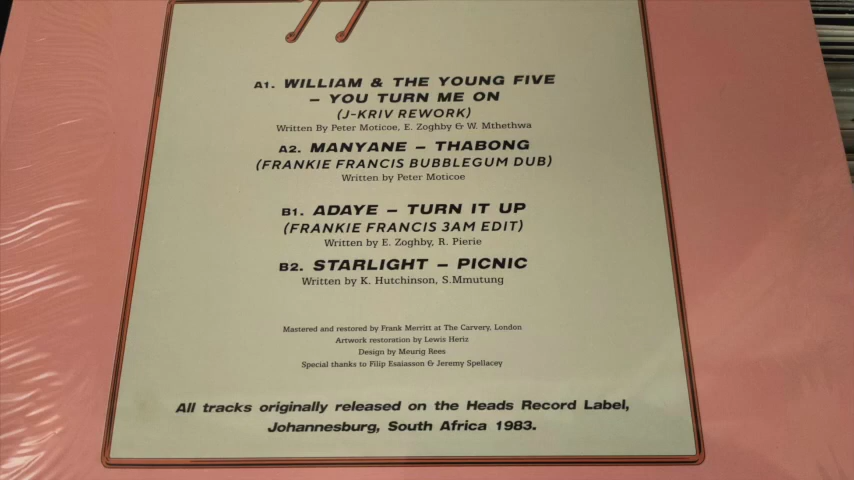 A1. WILLIAM & THE YOUNG FIVE
– YOU TURN ME ON
(J-KRIV REWORK)
Written By Peter Moticoe, E. Zoghby & W. Mthethwa
A2. MANYANE – THABONG
(FRANKIE FRANCIS BUBBLEGUM DUB)
Written by Peter Moticoe
B1. ADAYE – TURN IT UP
(FRANKIE FRANCIS 3AM EDIT)
Written by E. Zoghby, R. Pierie
B2. STARLIGHT – PICNIC
Written by K. Hutchinson, S.Mmutung
Mastered and restored by Frank Merritt at The Carvery, London
Artwork restoration by Lewis Heriz
Design by Meurig Rees
Special thanks to Filip Esaiasson & Jeremy Spellacey
All tracks originally released on the Heads Record Label,
Johannesburg, South Africa 1983.